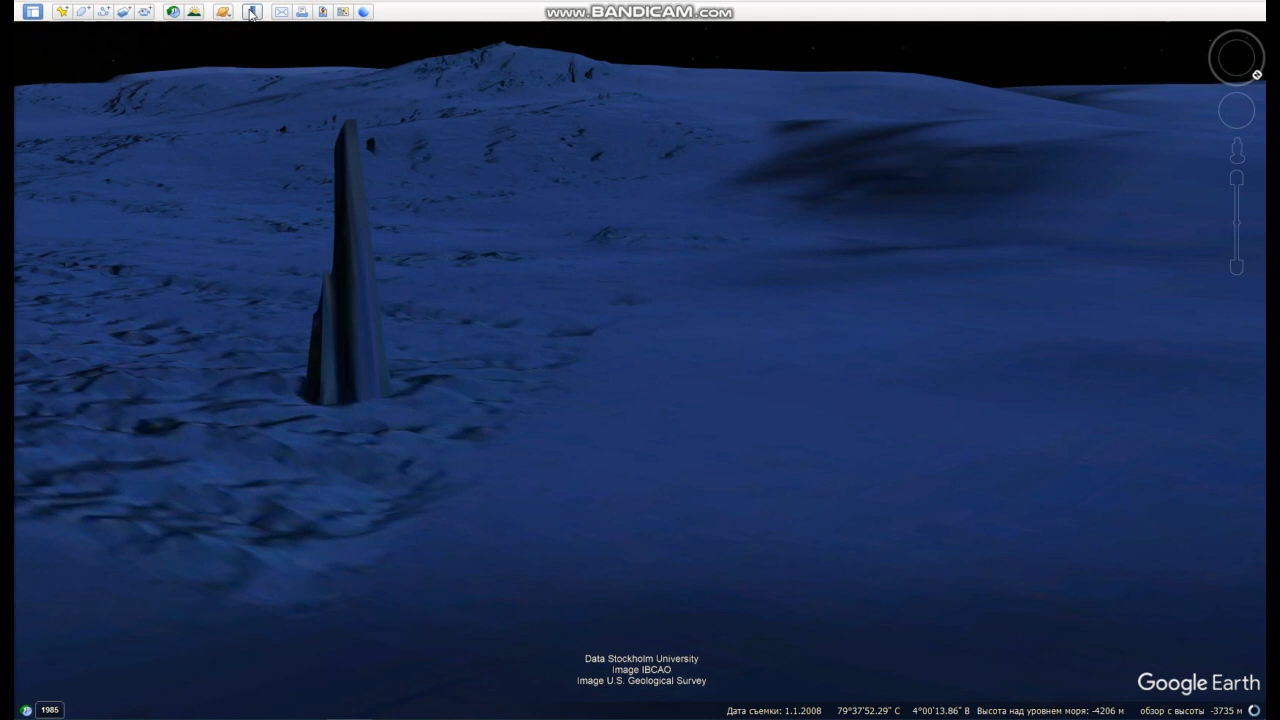 www.BANDICAM.com
Data Stockholm University
Image IBCAO
Image U.S. Geological Survey
Google Earth
1985
Дата съемки: 1.1.2008 79°37'52.29" С 4°00'13.86" В Высота над уровнем моря: -4206 м обзор с высоты -3735 м